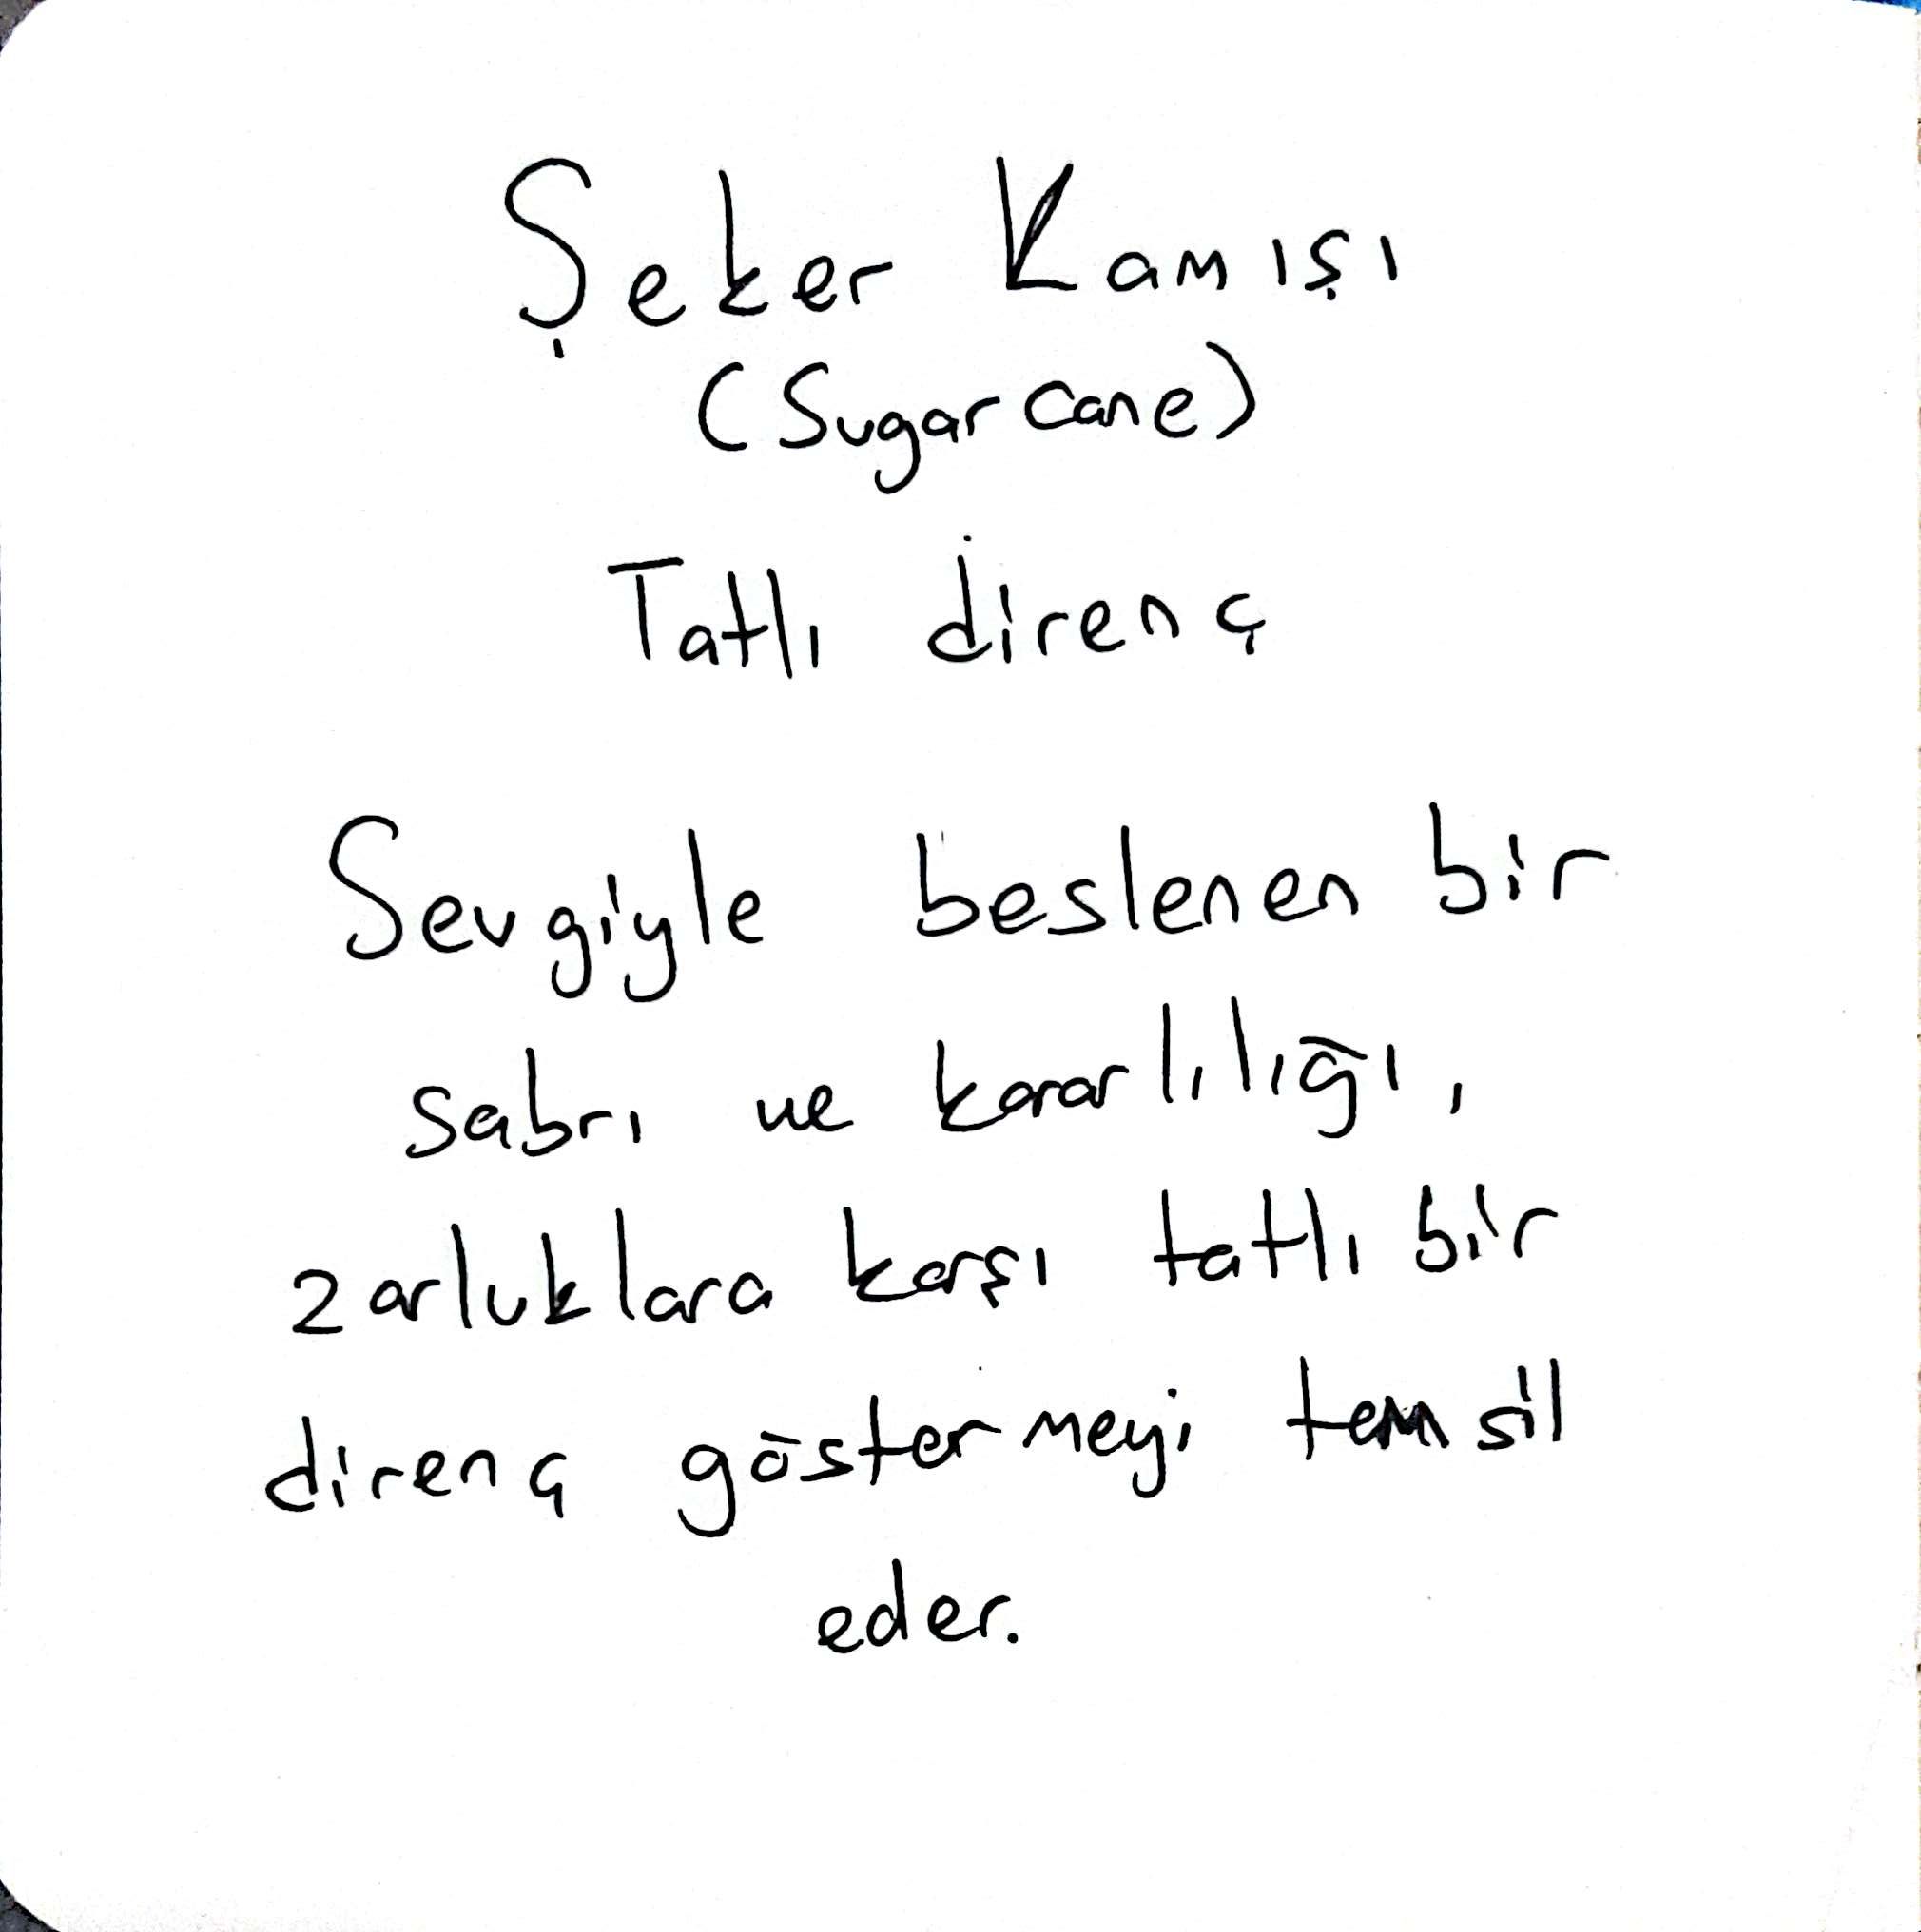 Şeker Kamışı
(Sugar cane)
Tatlı direnç
Sevgiyle beslenen bir
sabrı ve kararlılığı,
zarluklara karşı tatlı bir
direnç göstermeyi temsil
eder.